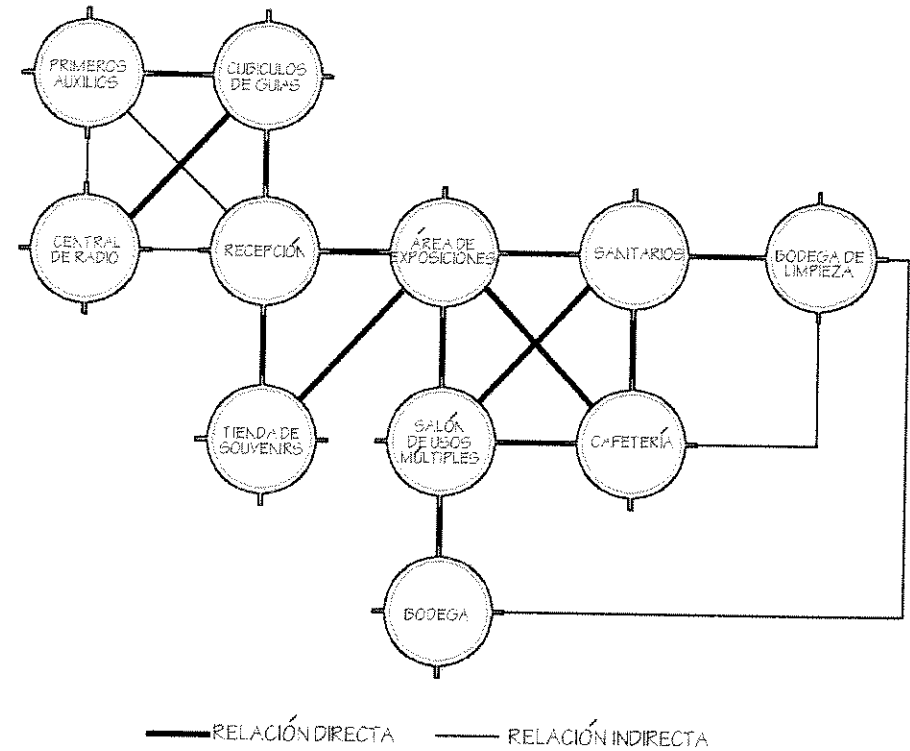 PRIMEROS
AUXILIOS
CUBICULOS
DE GUIAS
CENTRAL
DE RADIO
RECEPCIÓN
ÁREA DE
EXPOSICIONES
SANITARIOS
BODEGA DE
LIMPIEZA
TIENDA DE
SOUVENIRS
SALÓN
DE USOS
MÚLTIPLES
CAFETERÍA
BODEGA
RELACIÓN DIRECTA
RELACIÓN INDIRECTA